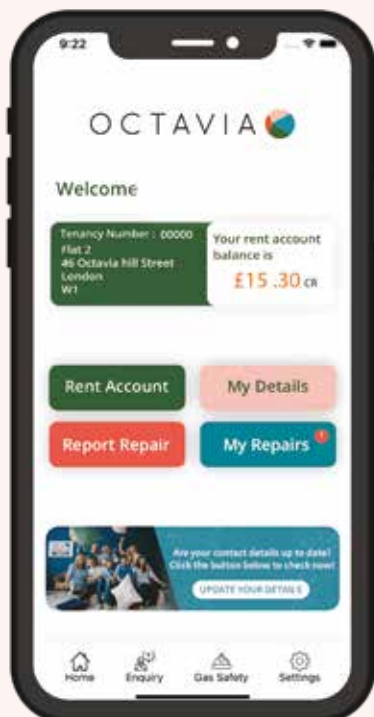 9:22
OCTAVIA
Welcome
Tenancy Number : 00000
Flat 2
46 Octavia hill Street
London
W1
Your rent account
balance is
£15 .30 CR
Rent Account
My Details
Report Repair
My Repairs
Are your contact details up to date!
Click the button below to check now!
UPDATE YOUR DETAILS
Home
Enquiry
Gas Safety
Settings